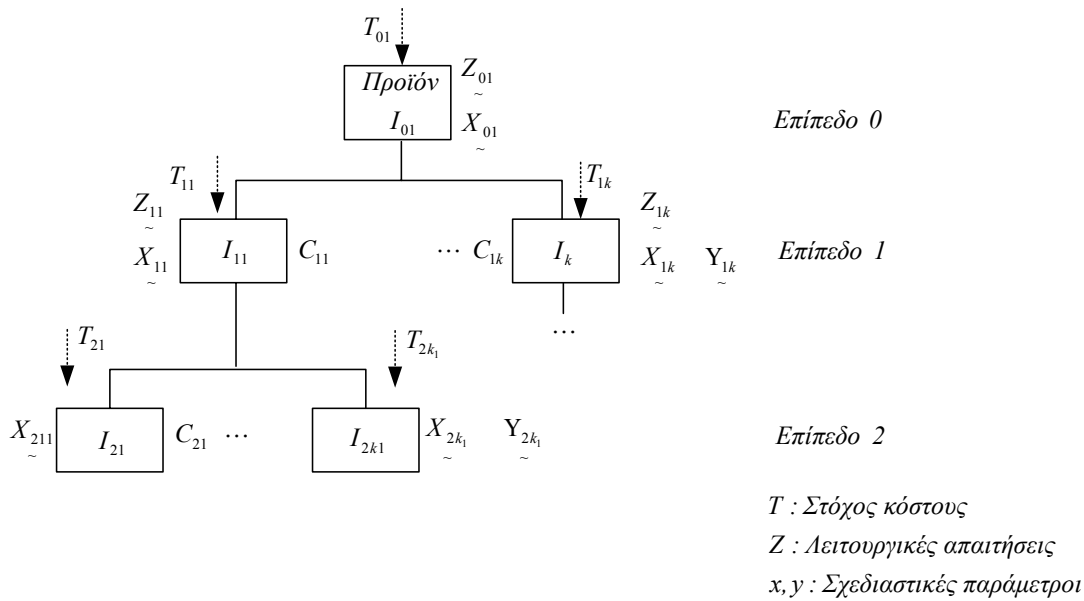 T₀₁
Προϊόν
I₀₁
Z₀₁
~
X₀₁
~
Επίπεδο 0
T₁₁
T₁ₖ
Z₁₁
~
X₁₁
~
I₁₁
C₁₁
... C₁ₖ
Iₖ
Z₁ₖ
~
X₁ₖ Y₁ₖ
~ ~
Επίπεδο 1
...
T₂₁
T₂ₖ₁
X₂₁₁
~
I₂₁
C₂₁ ...
I₂ₖ₁
X₂ₖ₁ Y₂ₖ₁
~ ~
Επίπεδο 2
T : Στόχος κόστους
Z : Λειτουργικές απαιτήσεις
x, y : Σχεδιαστικές παράμετροι